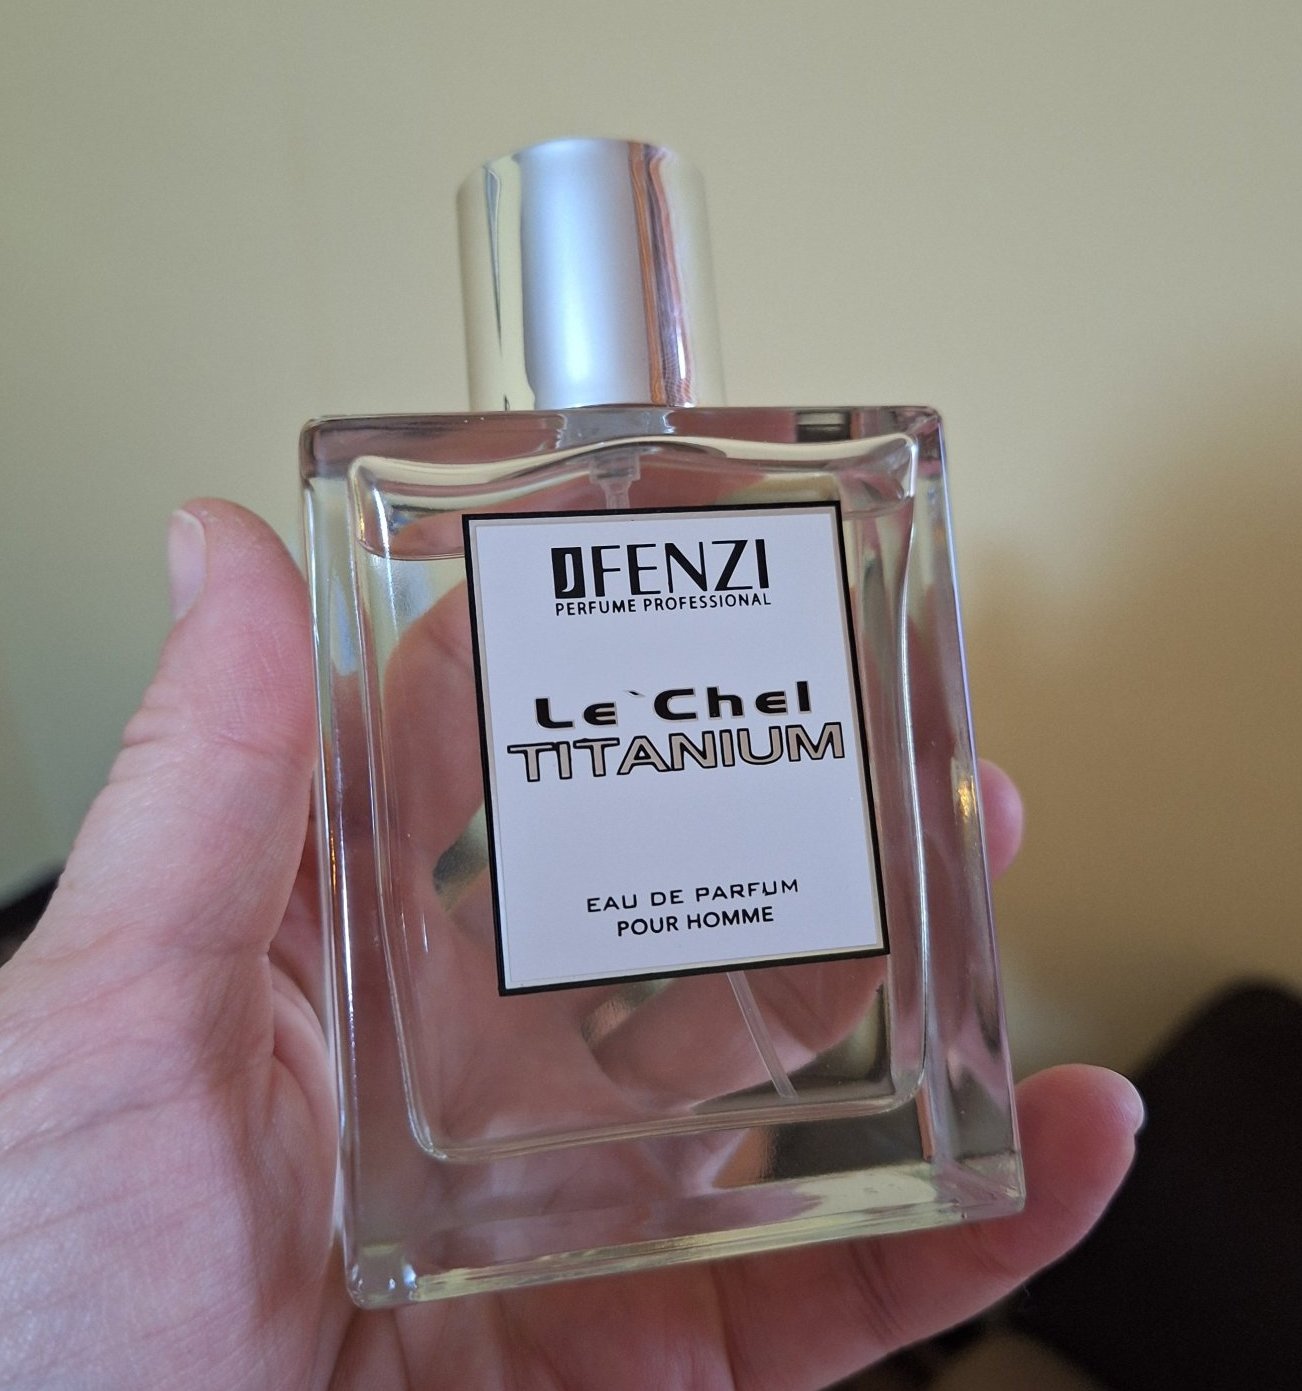 JFENZI
PERFUME PROFESSIONAL
Le`Chel
TITANIUM
EAU DE PARFUM
POUR HOMME